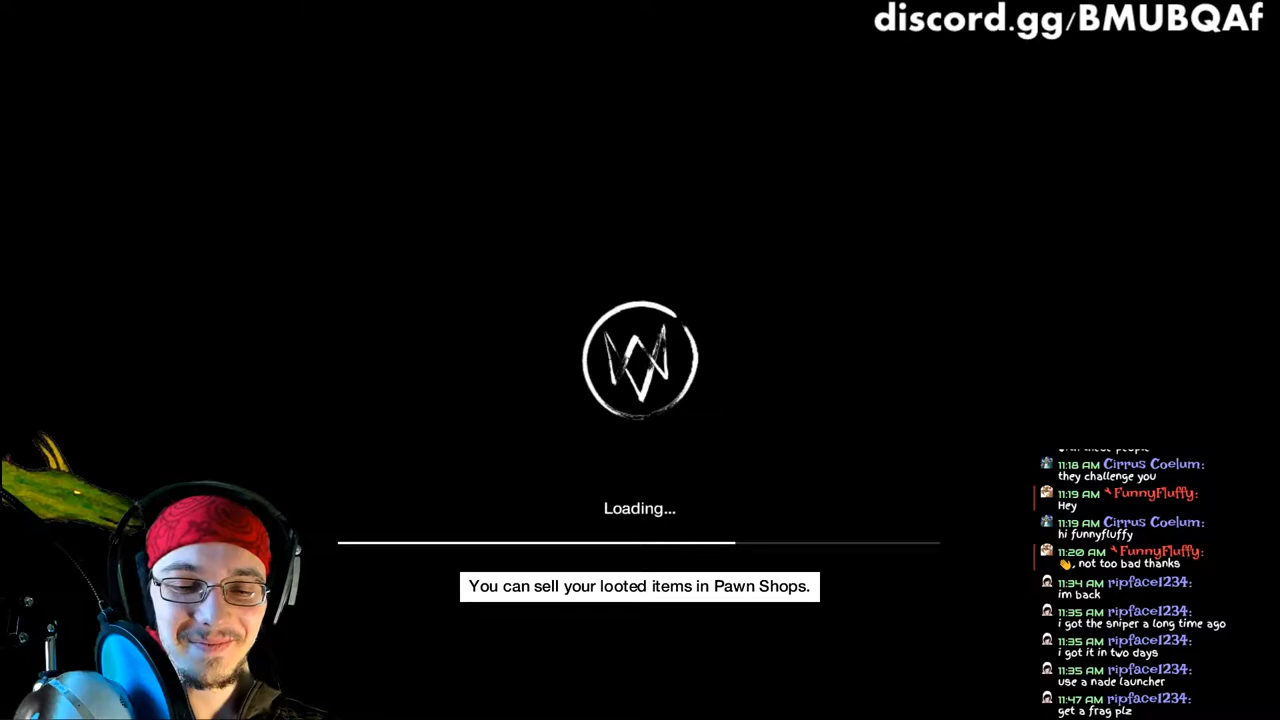 discord.gg/BMUBQAf
Loading...
You can sell your looted items in Pawn Shops.
11:18 AM Cirrus Coelum:
they challenge you
11:19 AM FunnyFluffy:
Hey
11:19 AM Cirrus Coelum:
hi funnyfluffy
11:20 AM FunnyFluffy:
👋, not too bad thanks
11:34 AM ripface1234:
im back
11:35 AM ripface1234:
i got the sniper a long time ago
11:35 AM ripface1234:
i got it in two days
11:35 AM ripface1234:
use a nade launcher
11:47 AM ripface1234:
get a frag plz